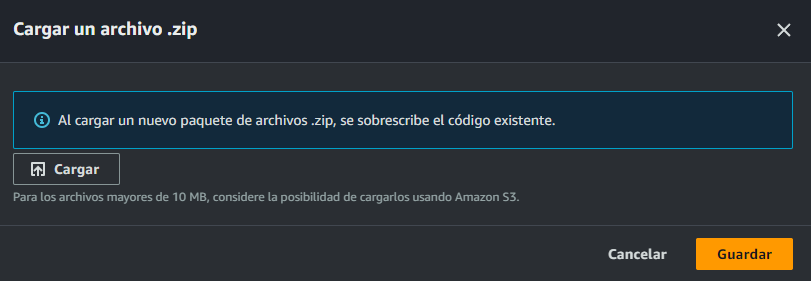 Cargar un archivo .zip
Al cargar un nuevo paquete de archivos .zip, se sobrescribe el código existente.
Cargar
Para los archivos mayores de 10 MB, considere la posibilidad de cargarlos usando Amazon S3.
Cancelar Guardar